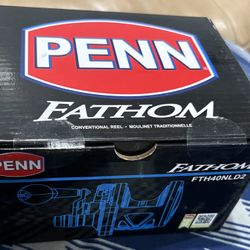 PENN
FATHOM
CONVENTIONAL REEL • MOULINET TRADITIONNELLE
PENN
FATHOM
FTH40NLD2